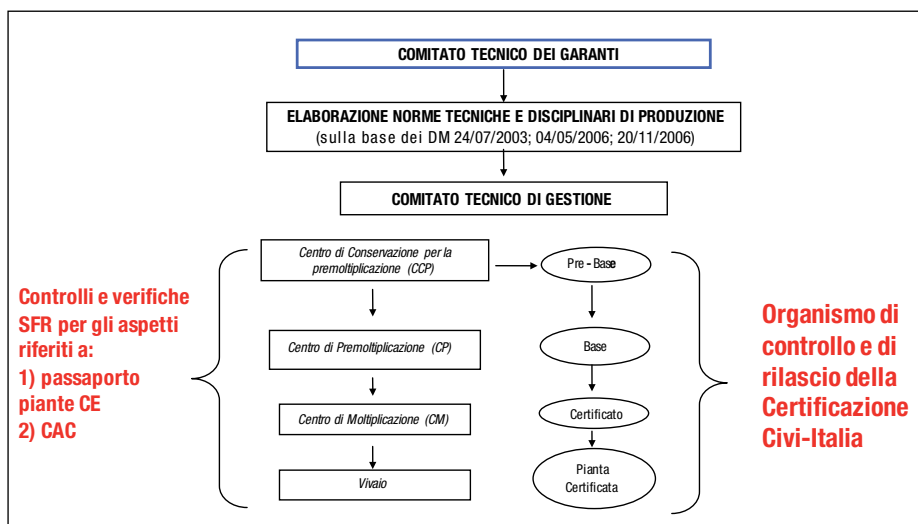 COMITATO TECNICO DEI GARANTI
ELABORAZIONE NORME TECNICHE E DISCIPLINARI DI PRODUZIONE
(sulla base dei DM 24/07/2003; 04/05/2006; 20/11/2006)
COMITATO TECNICO DI GESTIONE
Controlli e verifiche
SFR per gli aspetti
riferiti a:
1) passaporto
piante CE
2) CAC
Centro di Conservazione per la
premoltiplicazione (CCP)
Centro di Premoltiplicazione (CP)
Centro di Moltiplicazione (CM)
Vivaio
Pre - Base
Base
Certificato
Pianta
Certificata
Organismo di
controllo e di
rilascio della
Certificazione
Civi-Italia